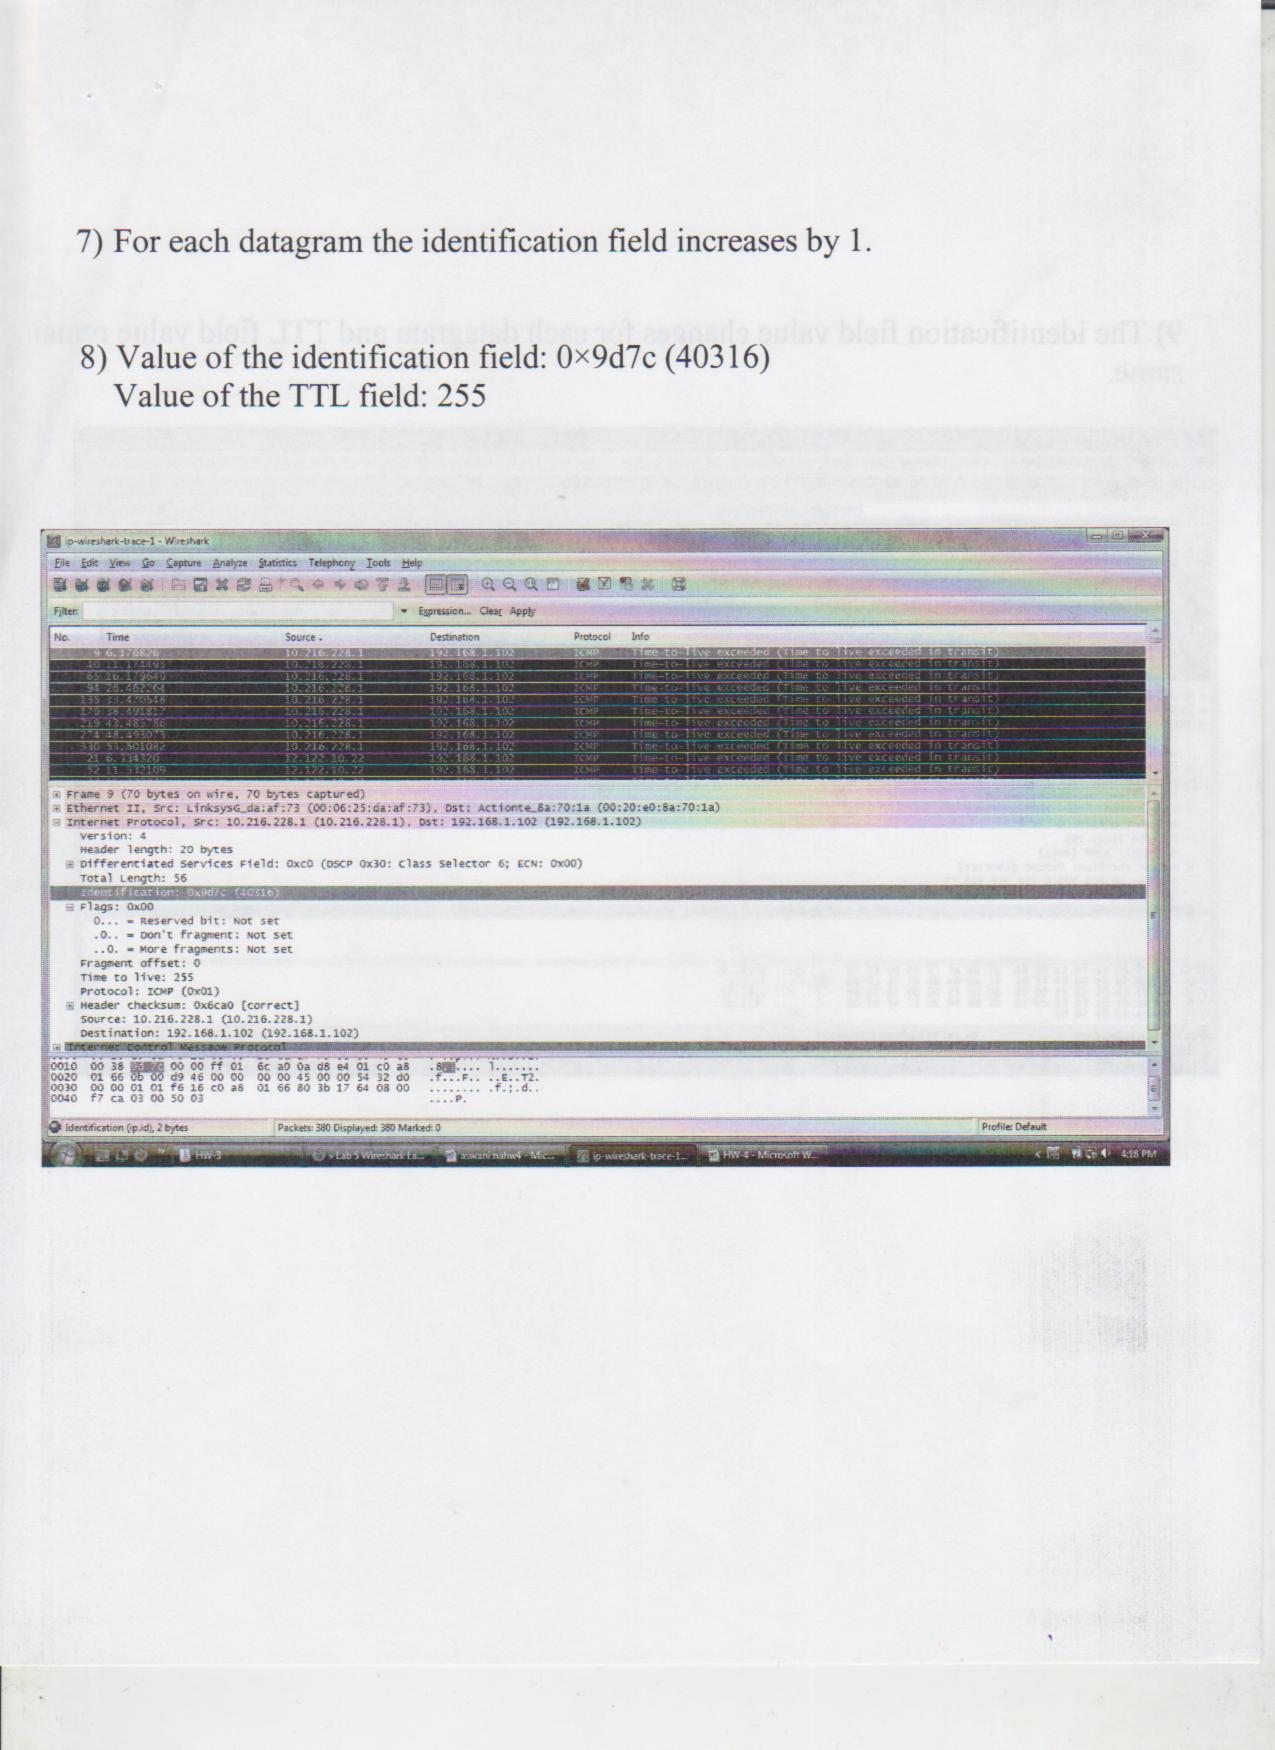 7) For each datagram the identification field increases by 1.
8) Value of the identification field: 0×9d7c (40316)
Value of the TTL field: 255
ip-wireshark-trace-1 - Wireshark
File Edit View Go Capture Analyze Statistics Telephony Tools Help
Filter: Expression... Clear Apply
No. Time Source Destination Protocol Info
9 6.176826 10.216.228.1 192.168.1.102 ICMP Time-to-live exceeded (Time to live exceeded in transit)
40 11.174495 10.216.228.1 192.168.1.102 ICMP Time-to-live exceeded (Time to live exceeded in transit)
65 16.179649 10.216.228.1 192.168.1.102 ICMP Time-to-live exceeded (Time to live exceeded in transit)
94 28.462264 10.216.228.1 192.168.1.102 ICMP Time-to-live exceeded (Time to live exceeded in transit)
10.216.228.1 192.168.1.102 ICMP Time-to-live exceeded (Time to live exceeded in transit)
10.216.228.1 192.168.1.102 ICMP Time-to-live exceeded (Time to live exceeded in transit)
219 43.485786 10.216.228.1 192.168.1.102 ICMP Time-to-live exceeded (Time to live exceeded in transit)
274 48.493073 10.216.228.1 192.168.1.102 ICMP Time-to-live exceeded (Time to live exceeded in transit)
330 53.501082 10.216.228.1 192.168.1.102 ICMP Time-to-live exceeded (Time to live exceeded in transit)
21 6.334320 12.122.10.22 192.168.1.102 ICMP Time-to-live exceeded (Time to live exceeded in transit)
52 11.532109 12.122.10.22 192.168.1.102 ICMP Time-to-live exceeded (Time to live exceeded in transit)
Frame 9 (70 bytes on wire, 70 bytes captured)
Ethernet II, Src: LinksysG_da:af:73 (00:06:25:da:af:73), Dst: Actionte_8a:70:1a (00:20:e0:8a:70:1a)
Internet Protocol, Src: 10.216.228.1 (10.216.228.1), Dst: 192.168.1.102 (192.168.1.102)
Version: 4
Header length: 20 bytes
Differentiated Services Field: 0xc0 (DSCP 0x30: Class Selector 6; ECN: 0x00)
Total Length: 56
Identification: 0x9d7c (40316)
Flags: 0x00
0... = Reserved bit: Not set
.0.. = Don't fragment: Not set
..0. = More fragments: Not set
Fragment offset: 0
Time to live: 255
Protocol: ICMP (0x01)
Header checksum: 0x6ca0 [correct]
Source: 10.216.228.1 (10.216.228.1)
Destination: 192.168.1.102 (192.168.1.102)
Internet Control Message Protocol
0010 00 38 9d 7c 00 00 ff 01 6c a0 0a d8 e4 01 c0 a8
0020 01 66 0b 00 d9 46 00 00 00 00 45 00 00 54 32 d0 .f...F.. ..E..T2.
0030 00 00 01 01 f6 16 c0 a8 01 66 80 3b 17 64 08 00 ........ .f.;.d..
0040 f7 ca 03 00 50 03 ....P.
Identification (ip.id), 2 bytes Packets: 380 Displayed: 380 Marked: 0 Profile: Default
HW-3 Lab 5 Wireshark La... aswani nahw4 - Mic... ip-wireshark-trace-1... HW-4 - Microsoft W... 4:18 PM